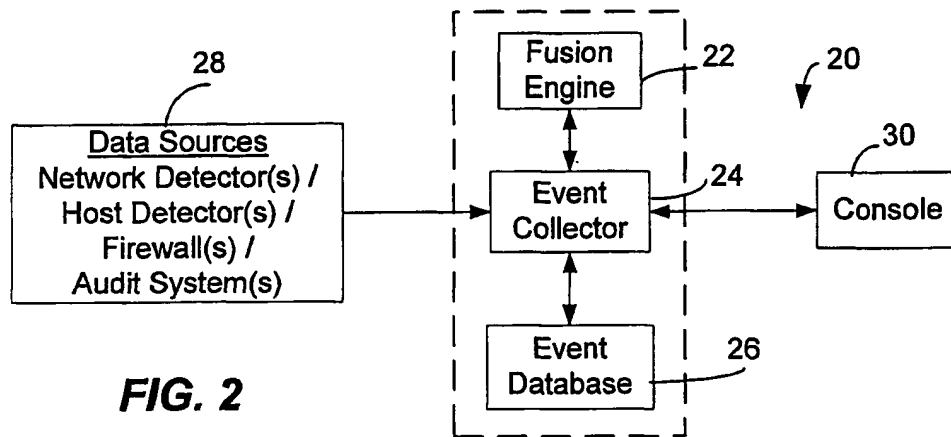 28
Data Sources
Network Detector(s) /
Host Detector(s) /
Firewall(s) /
Audit System(s)
Fusion
Engine
22
20
Event
Collector
24
30
Console
Event
Database
26
FIG. 2